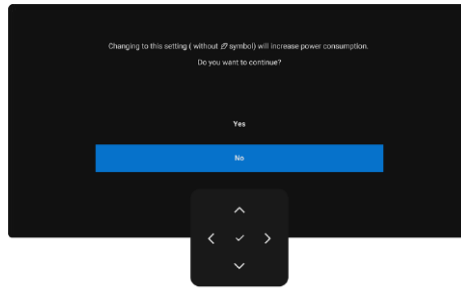 Changing to this setting ( without symbol) will increase power consumption.
Do you want to continue?
Yes
No